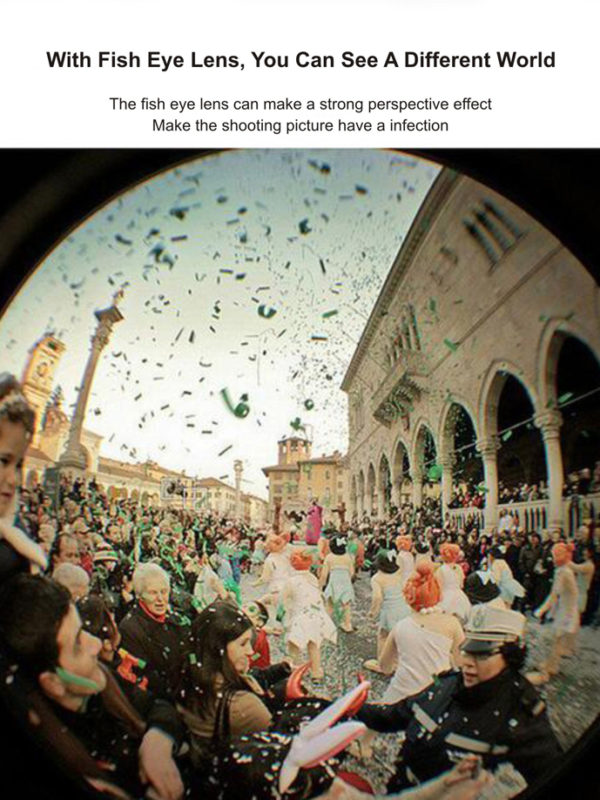 With Fish Eye Lens, You Can See A Different World
The fish eye lens can make a strong perspective effect
Make the shooting picture have a infection